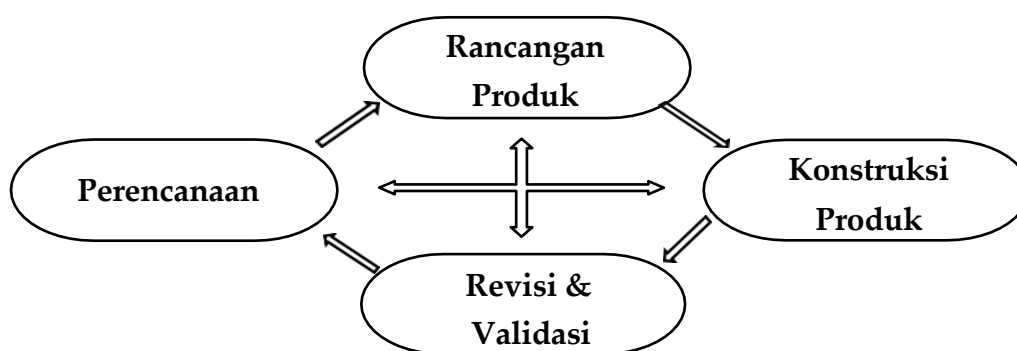 Rancangan
Produk
Perencanaan
Konstruksi
Produk
Revisi &
Validasi